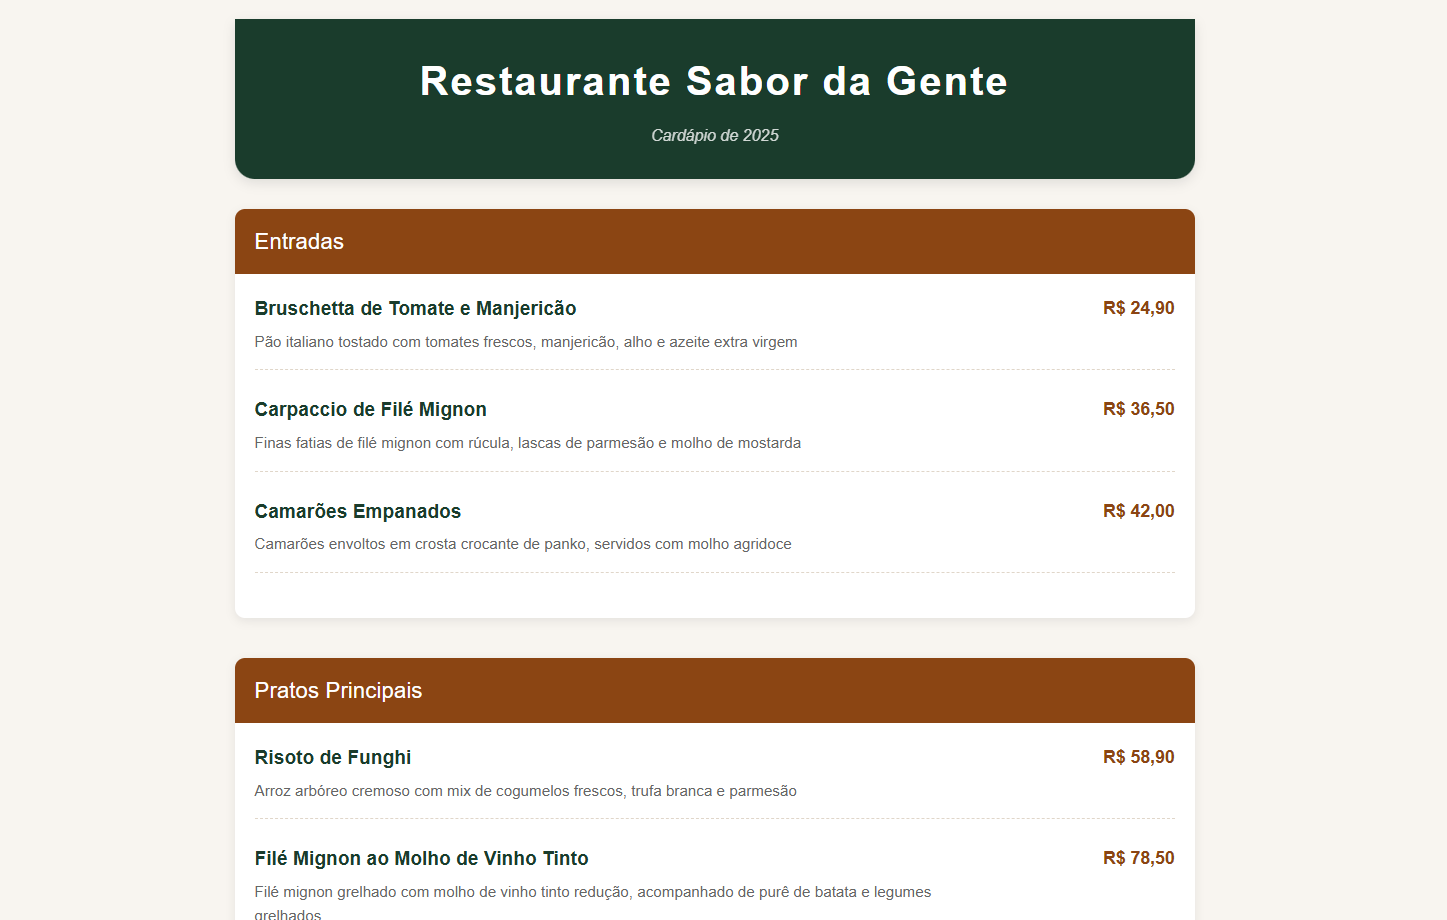 Restaurante Sabor da Gente
Cardápio de 2025
Entradas
Bruschetta de Tomate e Manjericão
R$ 24,90
Pão italiano tostado com tomates frescos, manjericão, alho e azeite extra virgem
Carpaccio de Filé Mignon
R$ 36,50
Finas fatias de filé mignon com rúcula, lascas de parmesão e molho de mostarda
Camarões Empanados
R$ 42,00
Camarões envoltos em crosta crocante de panko, servidos com molho agridoce
Pratos Principais
Risoto de Funghi
R$ 58,90
Arroz arbóreo cremoso com mix de cogumelos frescos, trufa branca e parmesão
Filé Mignon ao Molho de Vinho Tinto
R$ 78,50
Filé mignon grelhado com molho de vinho tinto redução, acompanhado de purê de batata e legumes
grelhados